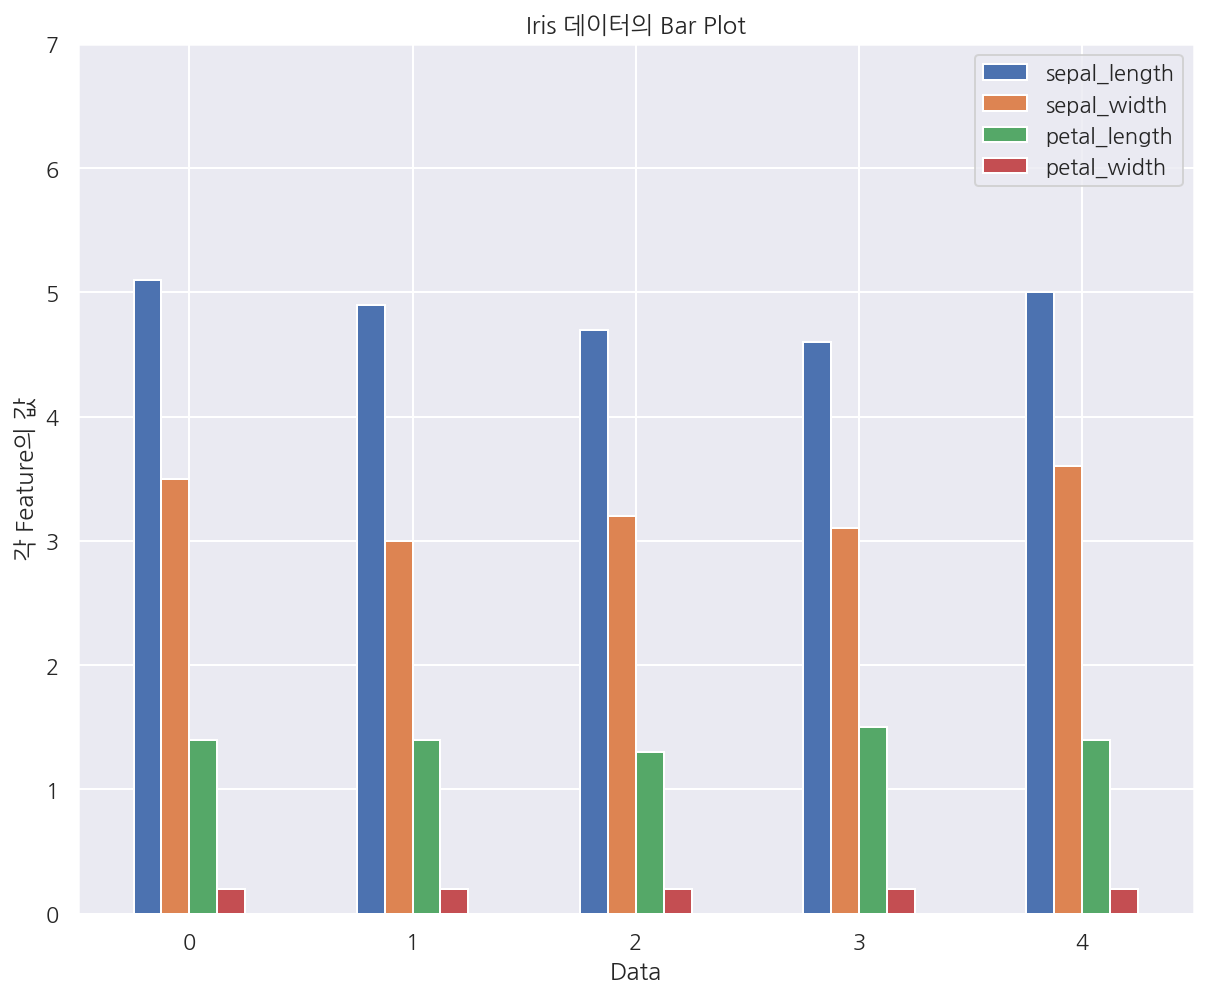 Iris 데이터의 Bar Plot
7
6
5
4
3
2
1
0
각 Feature의 값
sepal_length
sepal_width
petal_length
petal_width
0 1 2 3 4
Data